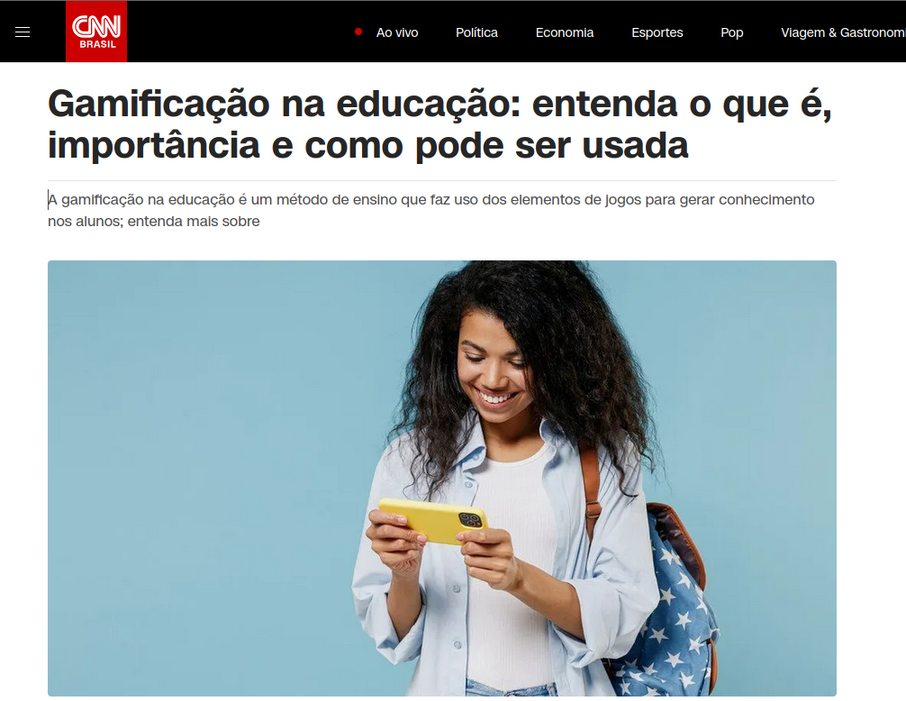 CNN
BRASIL
Ao vivo Política Economia Esportes Pop Viagem & Gastronom
Gamificação na educação: entenda o que é,
importância e como pode ser usada
A gamificação na educação é um método de ensino que faz uso dos elementos de jogos para gerar conhecimento
nos alunos; entenda mais sobre